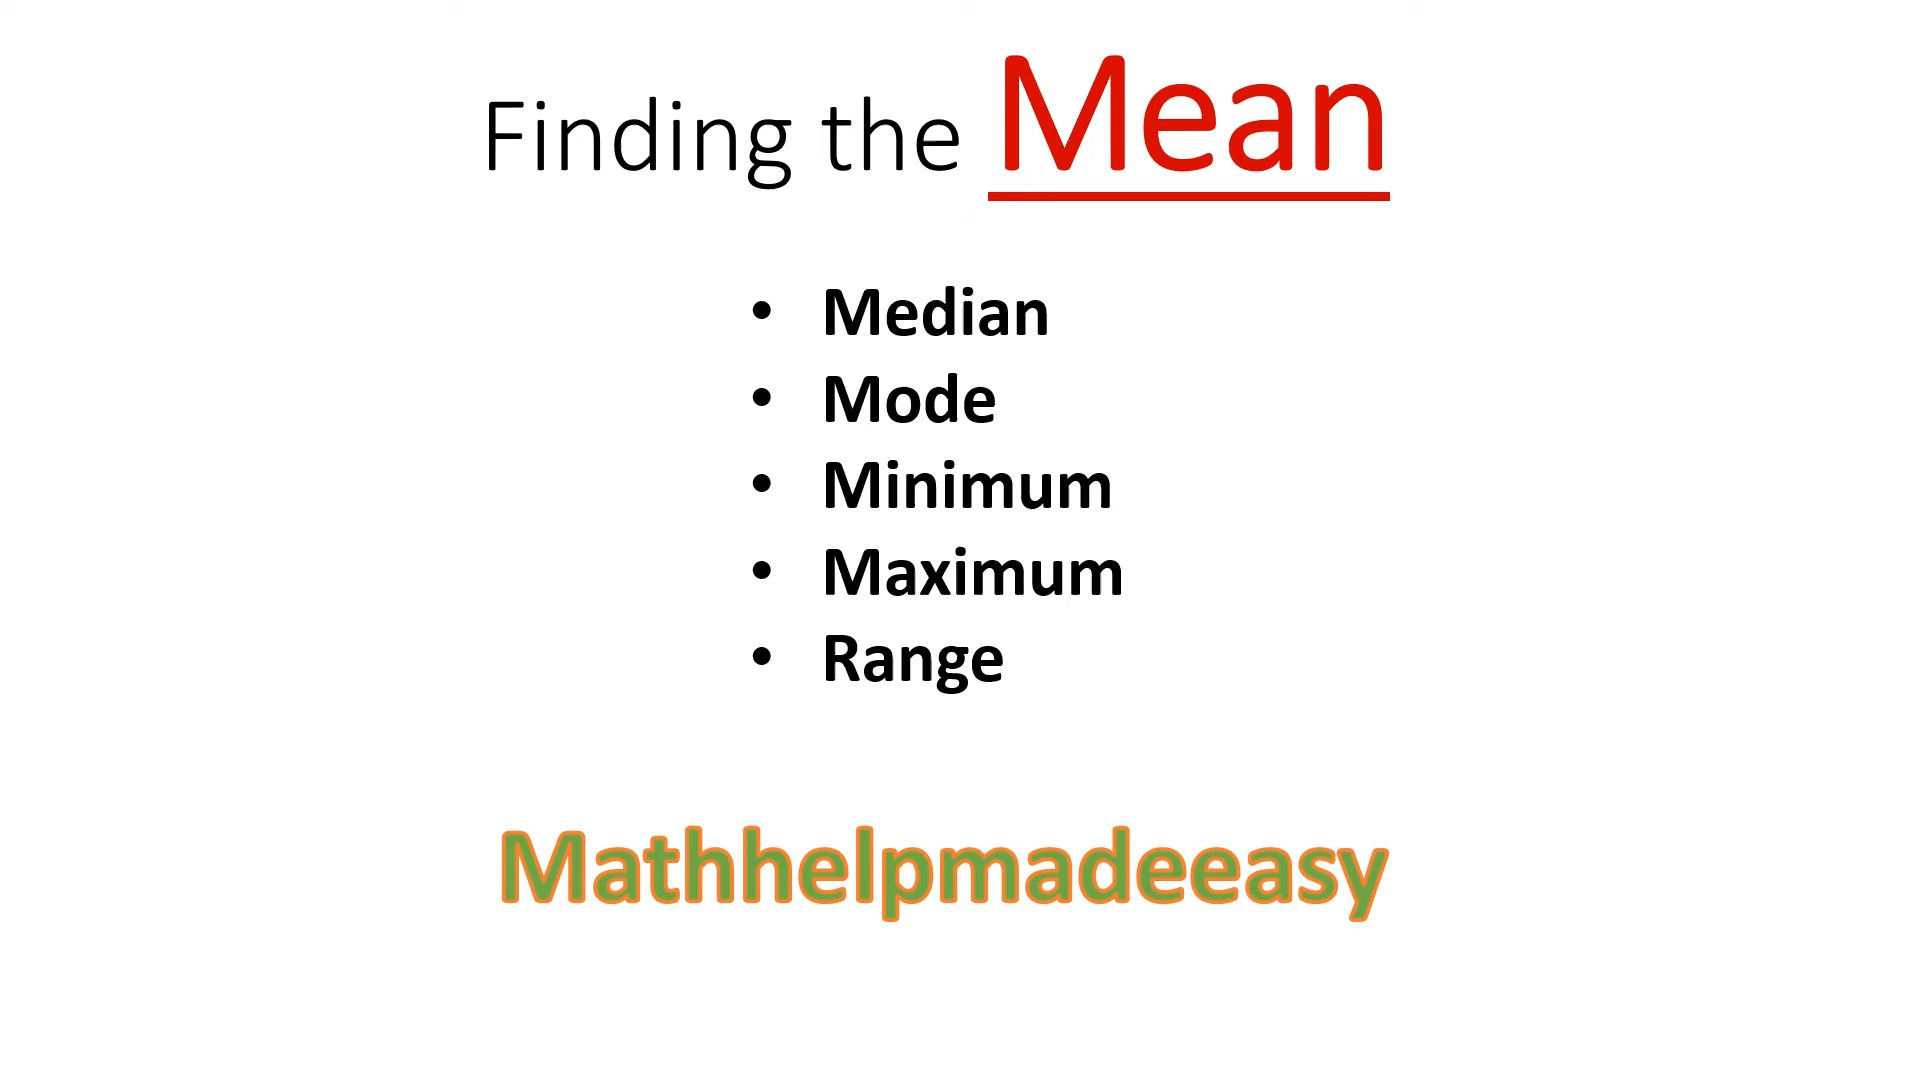 Finding the Mean
• Median
• Mode
• Minimum
• Maximum
• Range
Mathhelpmadeeasy